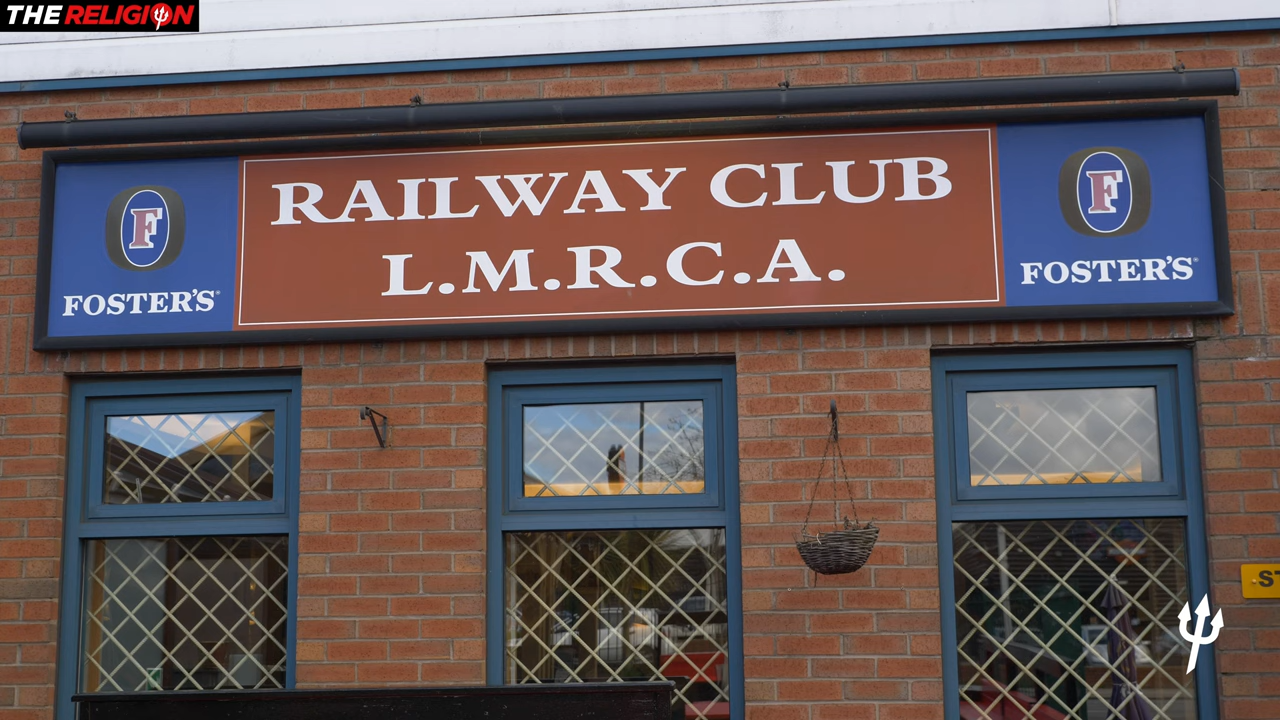 THE RELIGION
RAILWAY CLUB
L.M.R.C.A.
F
FOSTER'S
F
FOSTER'S